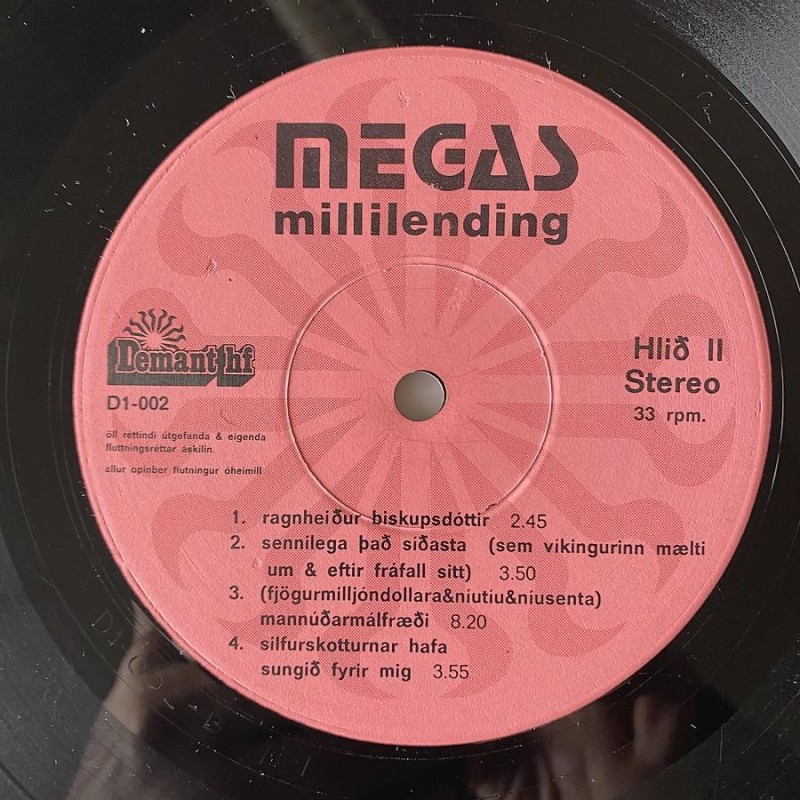 MEGAS
millilending
Demant hf
D1-002
öll réttindi útgefanda & eigenda
fluttningsréttar áskilin.
allur opinber flutningur óheimill
Hlið II
Stereo
33 rpm.
1. ragnheiður biskupsdóttir 2.45
2. sennilega það síðasta (sem víkingurinn mælti
um & eftir fráfall sitt) 3.50
3. (fjögurmilljóndollara&níutíu&níusenta)
mannúðarmálfræði 8.20
4. silfurskotturnar hafa
sungið fyrir mig 3.55